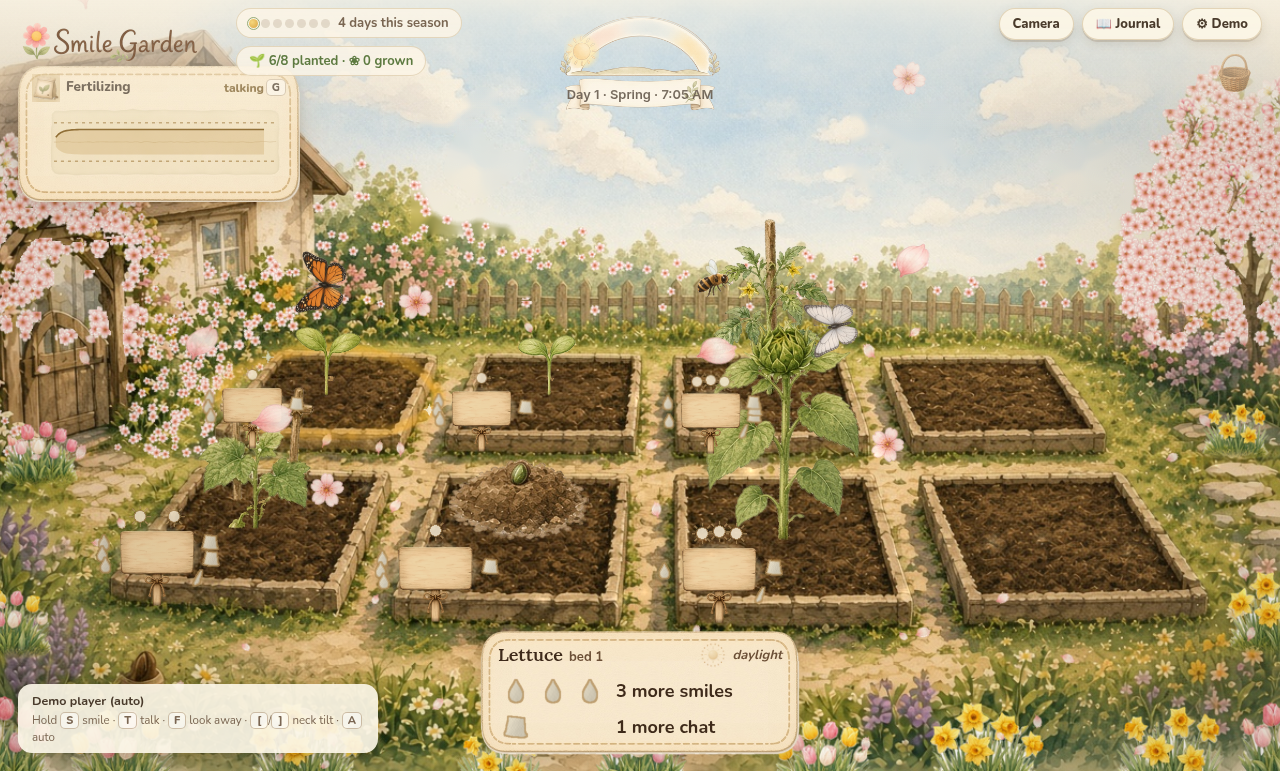 Smile Garden
4 days this season
🌱 6/8 planted · ❀ 0 grown
Day 1 · Spring · 7:05 AM
Camera
📖 Journal
⚙ Demo
Fertilizing
talking G
Lettuce bed 1
daylight
3 more smiles
1 more chat
Demo player (auto)
Hold S smile · T talk · F look away · [ / ] neck tilt · A
auto